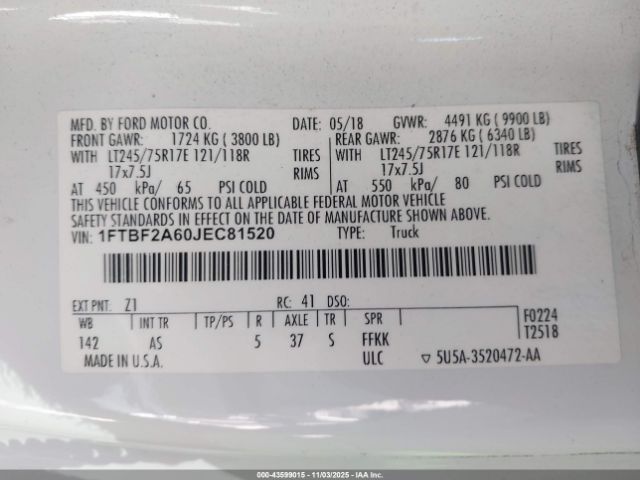 MFD. BY FORD MOTOR CO. DATE: 05/18 GVWR: 4491 KG ( 9900 LB)
FRONT GAWR: 1724 KG ( 3800 LB) REAR GAWR: 2876 KG ( 6340 LB)
WITH LT245/75R17E 121/118R TIRES WITH LT245/75R17E 121/118R TIRES
17x7.5J RIMS 17x7.5J RIMS
AT 450 kPa/ 65 PSI COLD AT 550 kPa/ 80 PSI COLD
THIS VEHICLE CONFORMS TO ALL APPLICABLE FEDERAL MOTOR VEHICLE
SAFETY STANDARDS IN EFFECT ON THE DATE OF MANUFACTURE SHOWN ABOVE.
VIN: 1FTBF2A60JEC81520 TYPE: Truck
EXT PNT: Z1 RC: 41 DSO:
WB INT TR TP/PS R AXLE TR SPR F0224
142 AS 5 37 S FFKK T2518
MADE IN U.S.A. ULC ▽ 5U5A-3520472-AA
000-43599015 - 11/03/2025 - IAAI.com